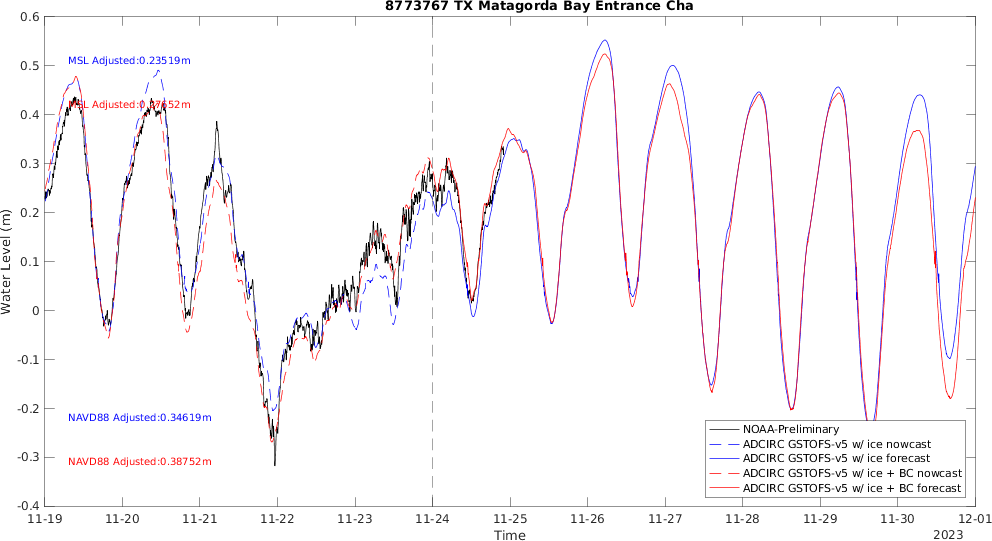 8773767 TX Matagorda Bay Entrance Cha
0.6
0.5
0.4
0.3
0.2
0.1
0
-0.1
-0.2
-0.3
-0.4
Water Level (m)
MSL Adjusted:0.23519m
MSL Adjusted:0.27652m
NAVD88 Adjusted:0.34619m
NAVD88 Adjusted:0.38752m
NOAA-Preliminary
ADCIRC GSTOFS-v5 w/ ice nowcast
ADCIRC GSTOFS-v5 w/ ice forecast
ADCIRC GSTOFS-v5 w/ ice + BC nowcast
ADCIRC GSTOFS-v5 w/ ice + BC forecast
11-19
11-20
11-21
11-22
11-23
11-24
11-25
11-26
11-27
11-28
11-29
11-30
12-01
Time
2023